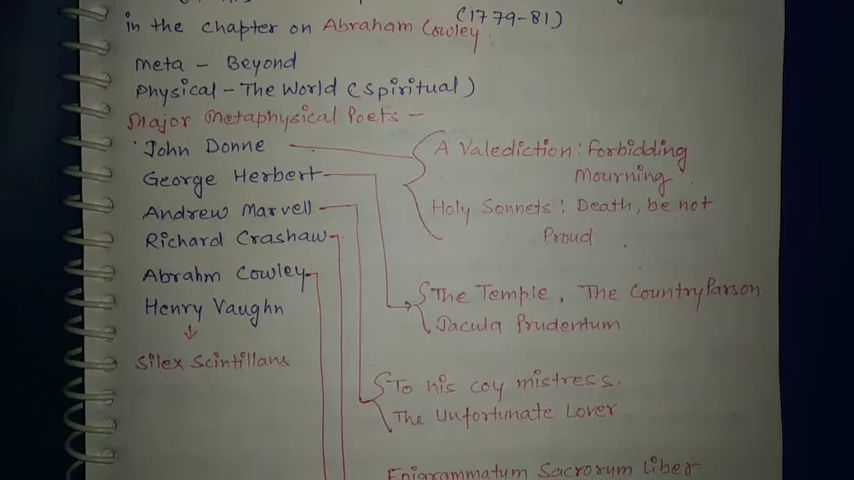 (1779-81)
in the chapter on Abraham Cowley
Meta - Beyond
Physical - The World (Spiritual)
Major Metaphysical Poets -
John Donne
A Valediction: Forbidding
Mourning
Holy Sonnets: Death, be not
Proud
George Herbert
The Temple, The Country Parson
Jacula Prudentum
Andrew Marvell
To his coy mistress.
The Unfortunate Lover
Richard Crashaw
Epigrammatum Sacrorum Liber
Abrahm Cowley
Henry Vaughn
Silex Scintillans